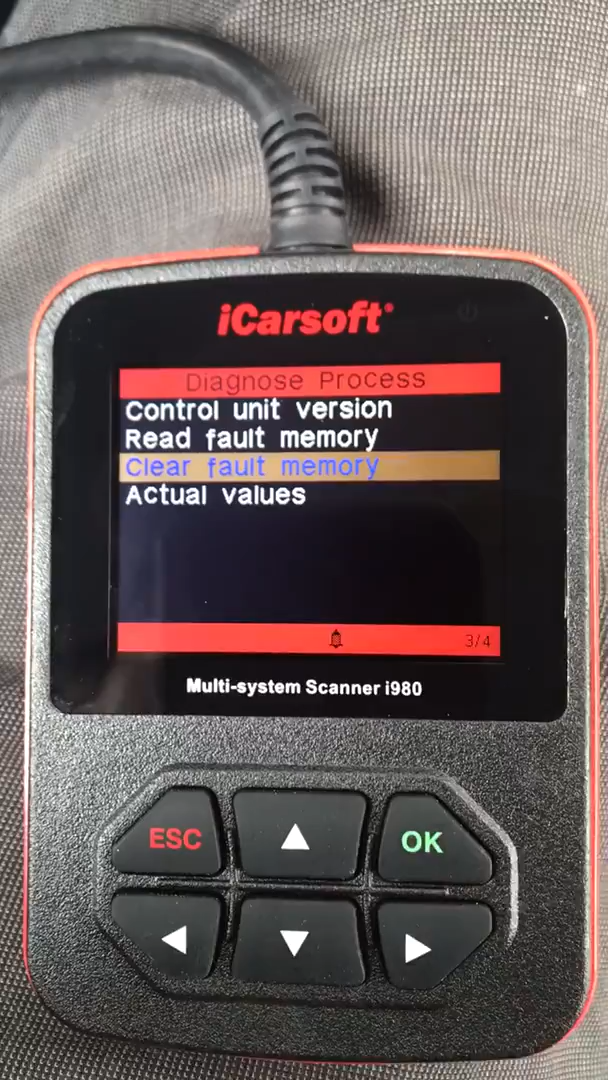 iCarsoft®
Diagnose Process
Control unit version
Read fault memory
Clear fault memory
Actual values
3/4
Multi-system Scanner i980
ESC
OK